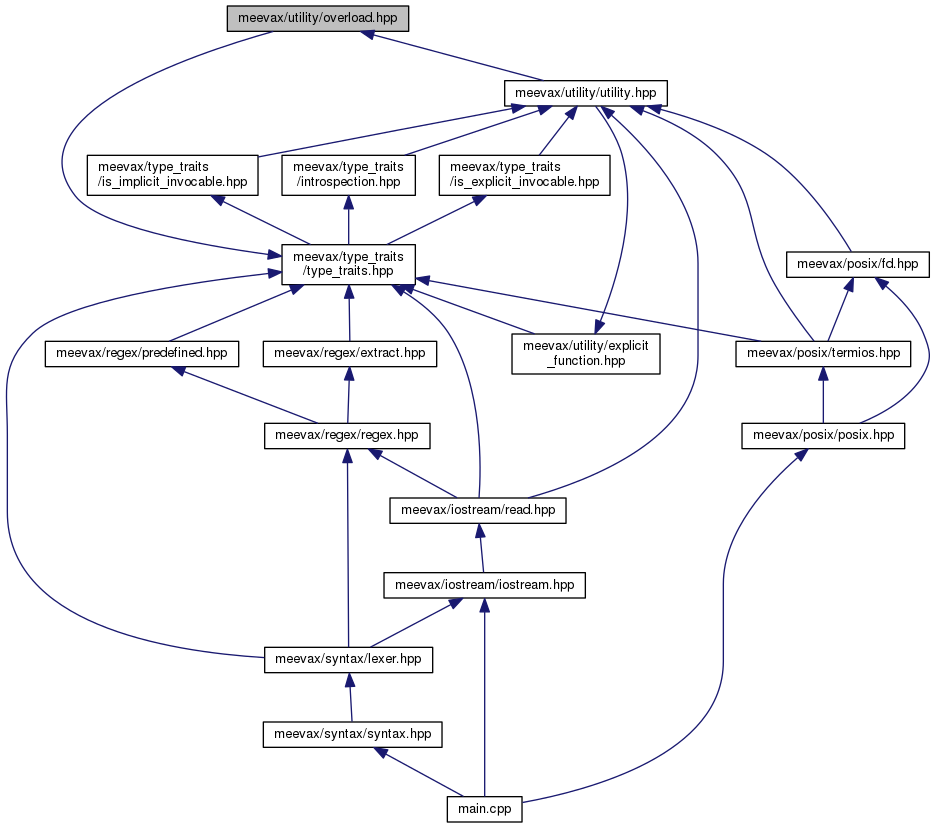 meevax/utility/overload.hpp
meevax/utility/utility.hpp
meevax/type_traits
/is_implicit_invocable.hpp
meevax/type_traits
/introspection.hpp
meevax/type_traits
/is_explicit_invocable.hpp
meevax/type_traits
/type_traits.hpp
meevax/posix/fd.hpp
meevax/regex/predefined.hpp
meevax/regex/extract.hpp
meevax/utility/explicit
_function.hpp
meevax/posix/termios.hpp
meevax/regex/regex.hpp
meevax/posix/posix.hpp
meevax/iostream/read.hpp
meevax/iostream/iostream.hpp
meevax/syntax/lexer.hpp
meevax/syntax/syntax.hpp
main.cpp